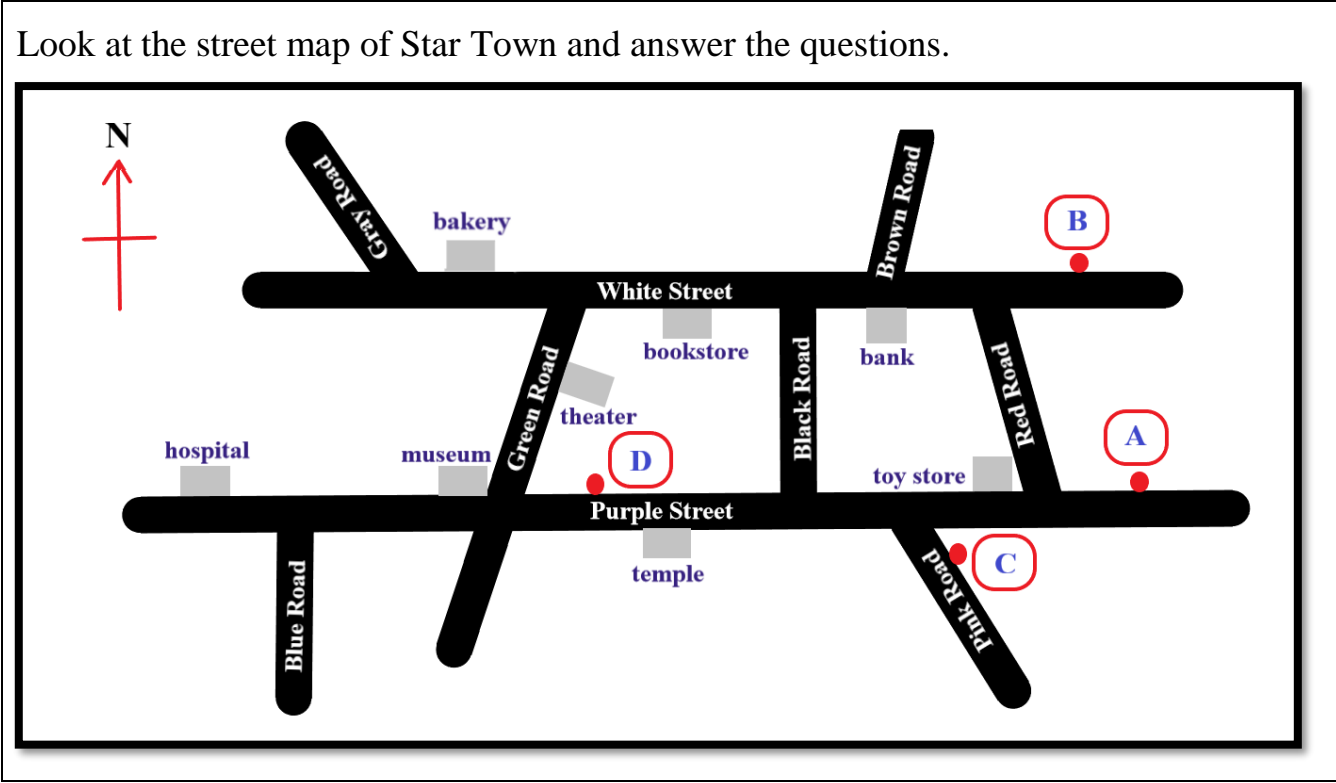 Look at the street map of Star Town and answer the questions.
N
Gray Road
Brown Road
bakery
B
White Street
bookstore
bank
Green Road
theater
Black Road
Red Road
hospital
museum
D
toy store
A
Purple Street
temple
C
Blue Road
Pink Road